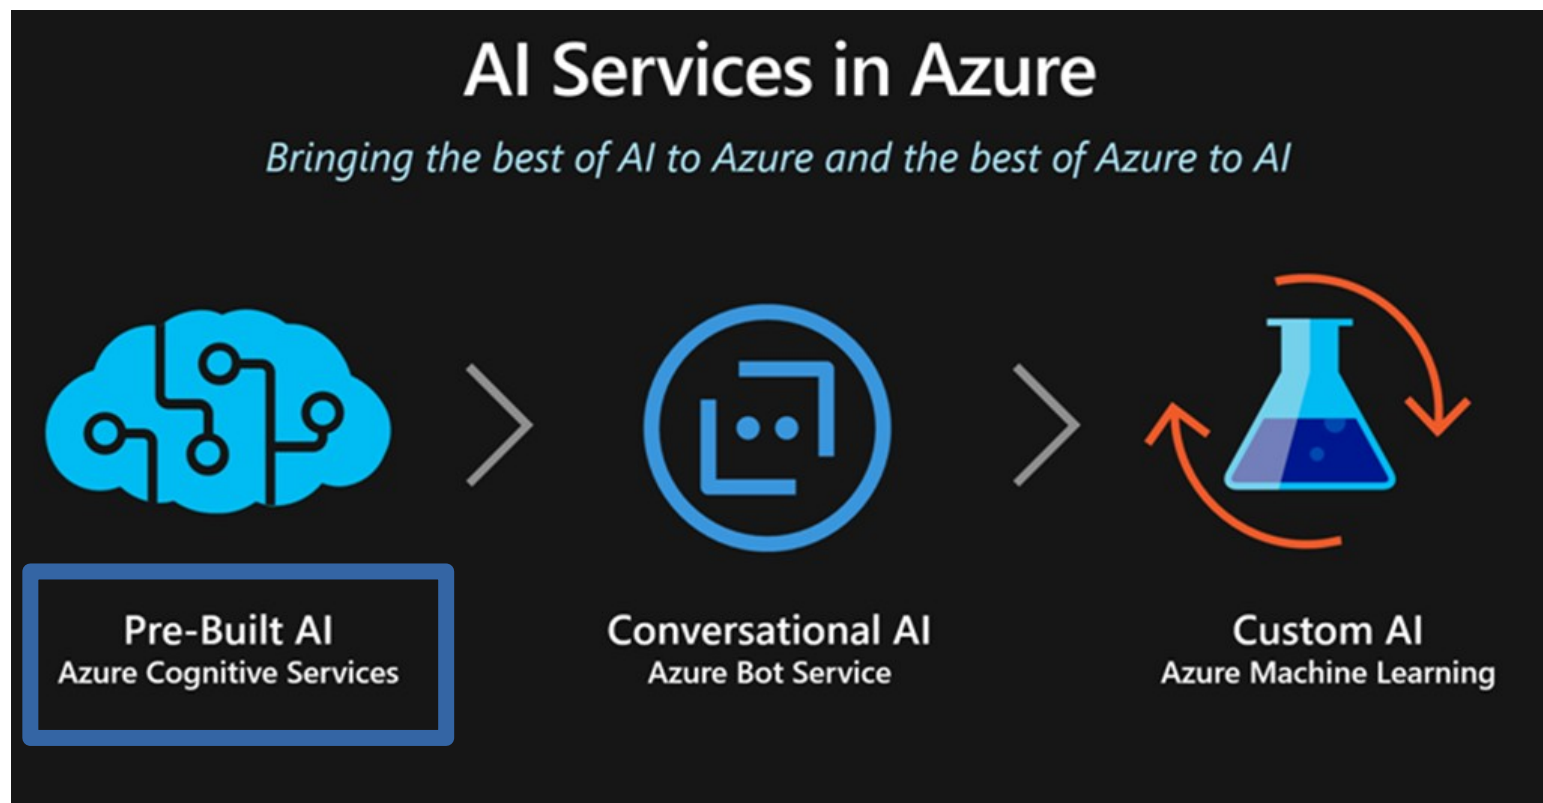 AI Services in Azure
Bringing the best of AI to Azure and the best of Azure to AI
Pre-Built AI
Azure Cognitive Services
Conversational AI
Azure Bot Service
Custom AI
Azure Machine Learning